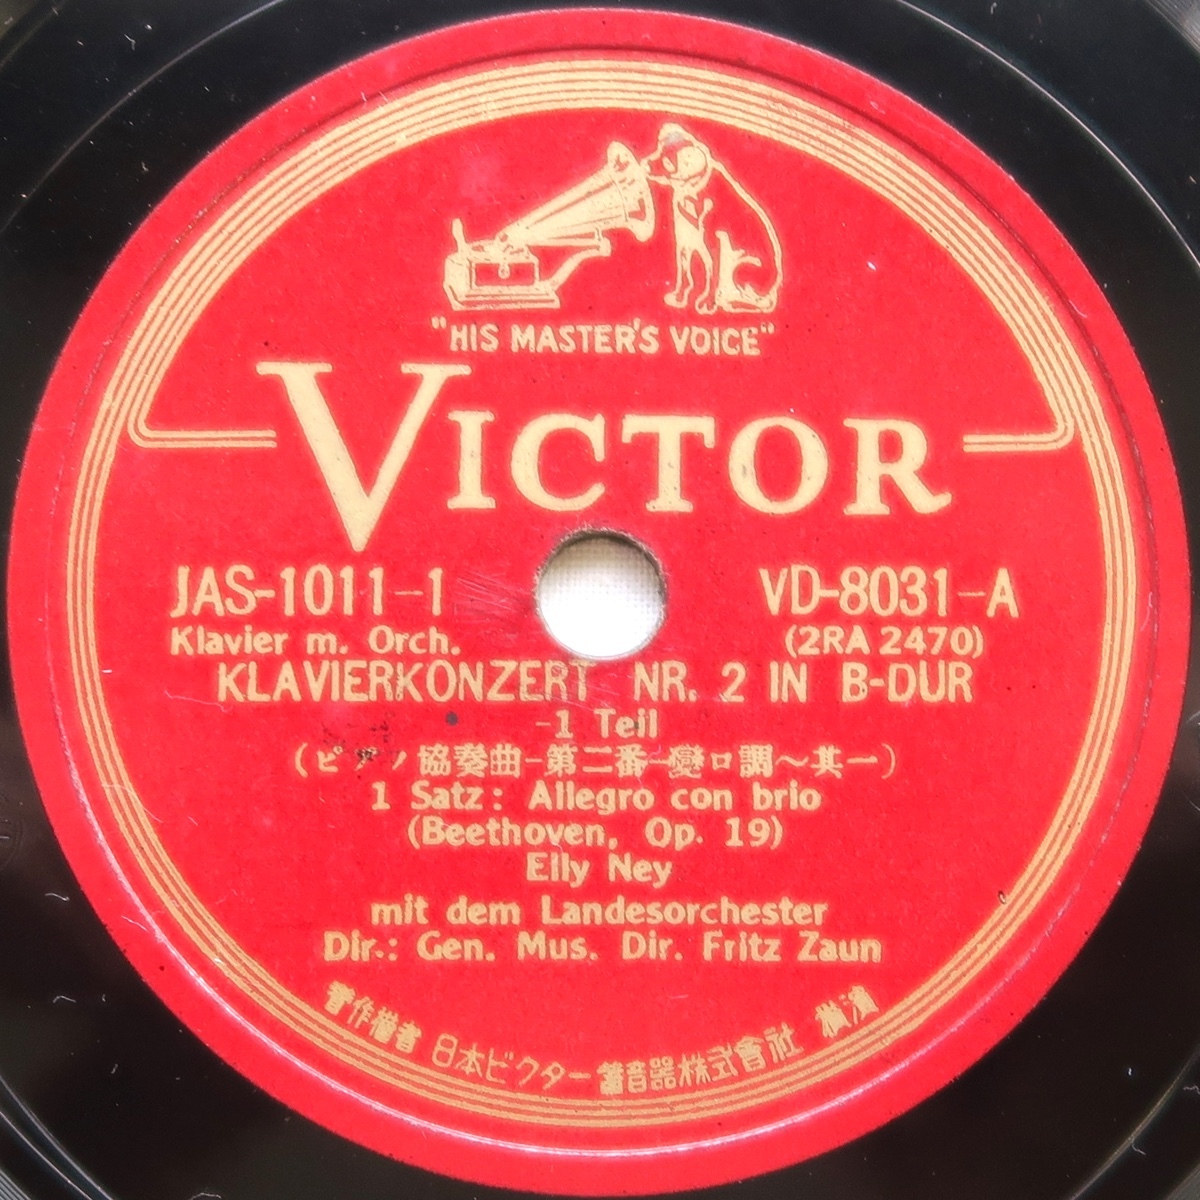 "HIS MASTER'S VOICE"
VICTOR
JAS-1011-1
VD-8031-A
Klavier m. Orch.
(2RA 2470)
KLAVIERKONZERT NR. 2 IN B-DUR
-1 Teil
(ピアノ協奏曲-第二番-變ロ調〜其一)
1 Satz: Allegro con brio
(Beethoven, Op. 19)
Elly Ney
mit dem Landesorchester
Dir.: Gen. Mus. Dir. Fritz Zaun
著作権者 日本ビクター蓄音器株式會社 横濱